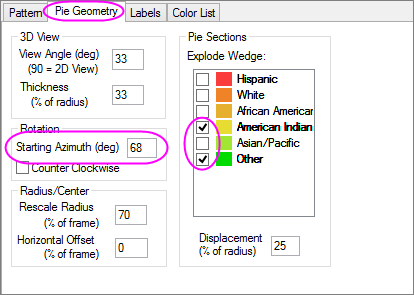 Pattern Pie Geometry Labels Color List
3D View
View Angle (deg) 33
(90 = 2D View)
Thickness 33
(% of radius)
Rotation
Starting Azimuth (deg) 68
Counter Clockwise
Radius/Center
Rescale Radius 70
(% of frame)
Horizontal Offset 0
(% of frame)
Pie Sections
Explode Wedge:
Hispanic
White
African American
American Indian
Asian/Pacific
Other
Displacement 25
(% of radius)